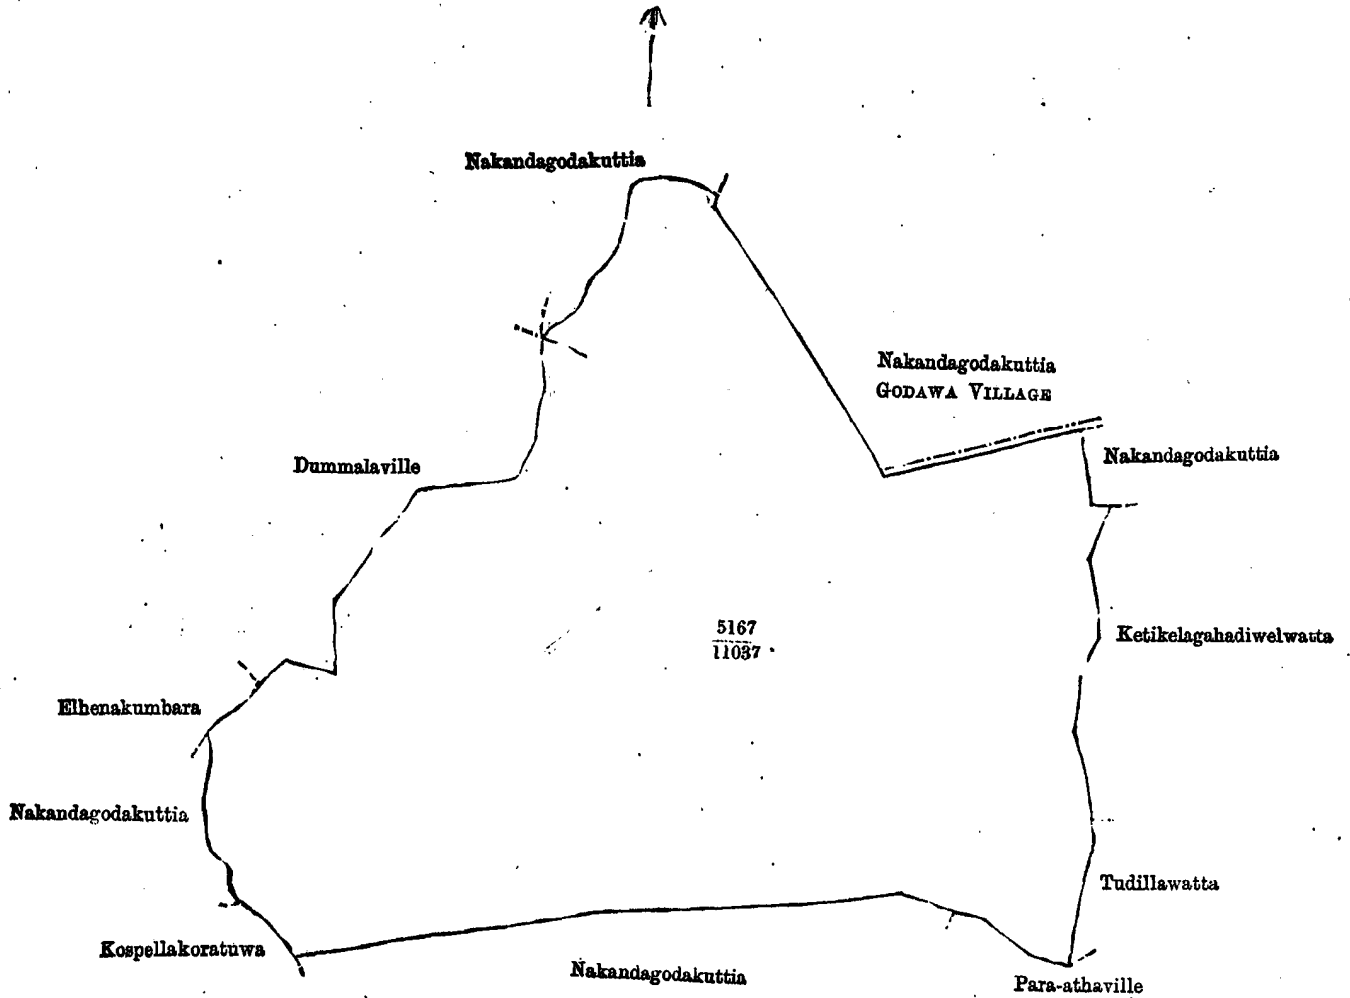 Nakandagodakuttia
Nakandagodakuttia
GODAWA VILLAGE
Nakandagodakuttia
Dummalaville
5167
11037
Ketikelagahadiwelwatta
Elhenakumbara
Nakandagodakuttia
Tudillawatta
Kospellakoratuwa
Nakandagodakuttia
Para-athaville